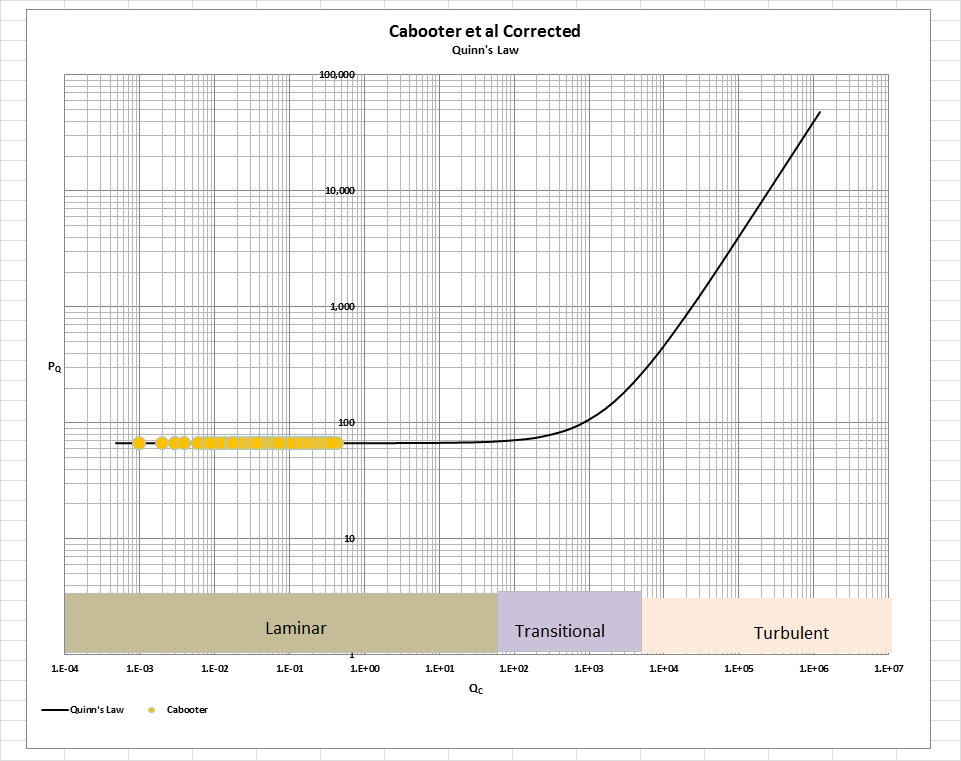 Cabooter et al Corrected
Quinn's Law
100,000
10,000
1,000
P_Q
100
10
Laminar
Transitional
Turbulent
1
1.E-04 1.E-03 1.E-02 1.E-01 1.E+00 1.E+01 1.E+02 1.E+03 1.E+04 1.E+05 1.E+06 1.E+07
Q_C
Quinn's Law Cabooter